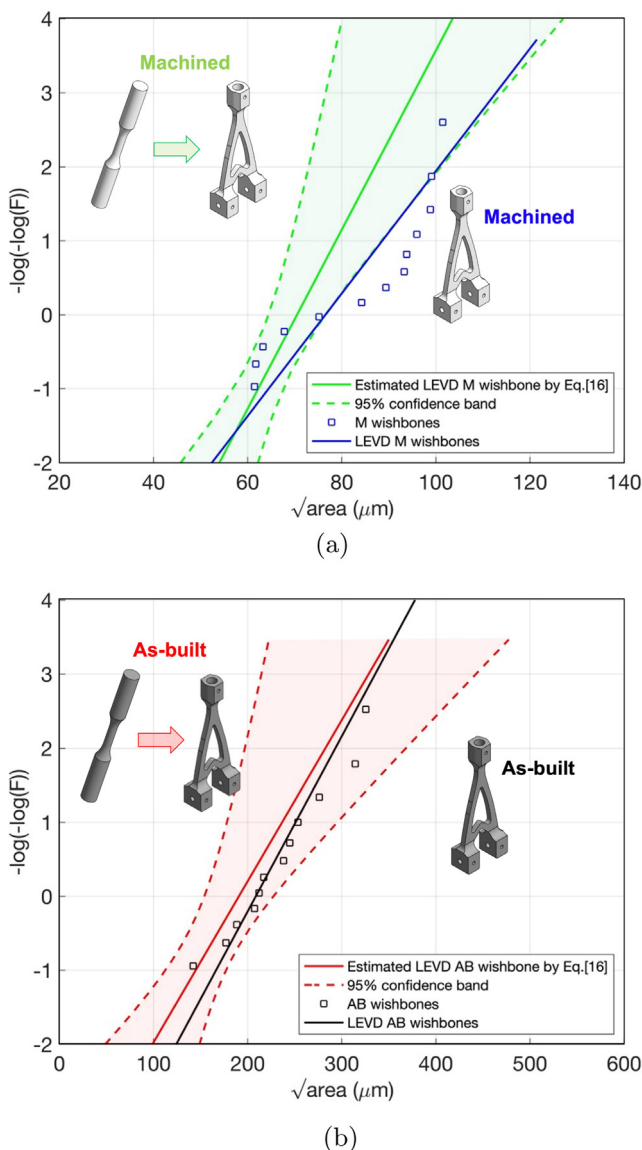 4
3
2
1
0
-1
-2
-log(-log(F))
Machined
Machined
Estimated LEVD M wishbone by Eq.[16]
95% confidence band
M wishbones
LEVD M wishbones
20 40 60 80 100 120 140
√area (μm)
(a)
4
3
2
1
0
-1
-2
-log(-log(F))
As-built
As-built
Estimated LEVD AB wishbone by Eq.[16]
95% confidence band
AB wishbones
LEVD AB wishbones
0 100 200 300 400 500 600
√area (μm)
(b)